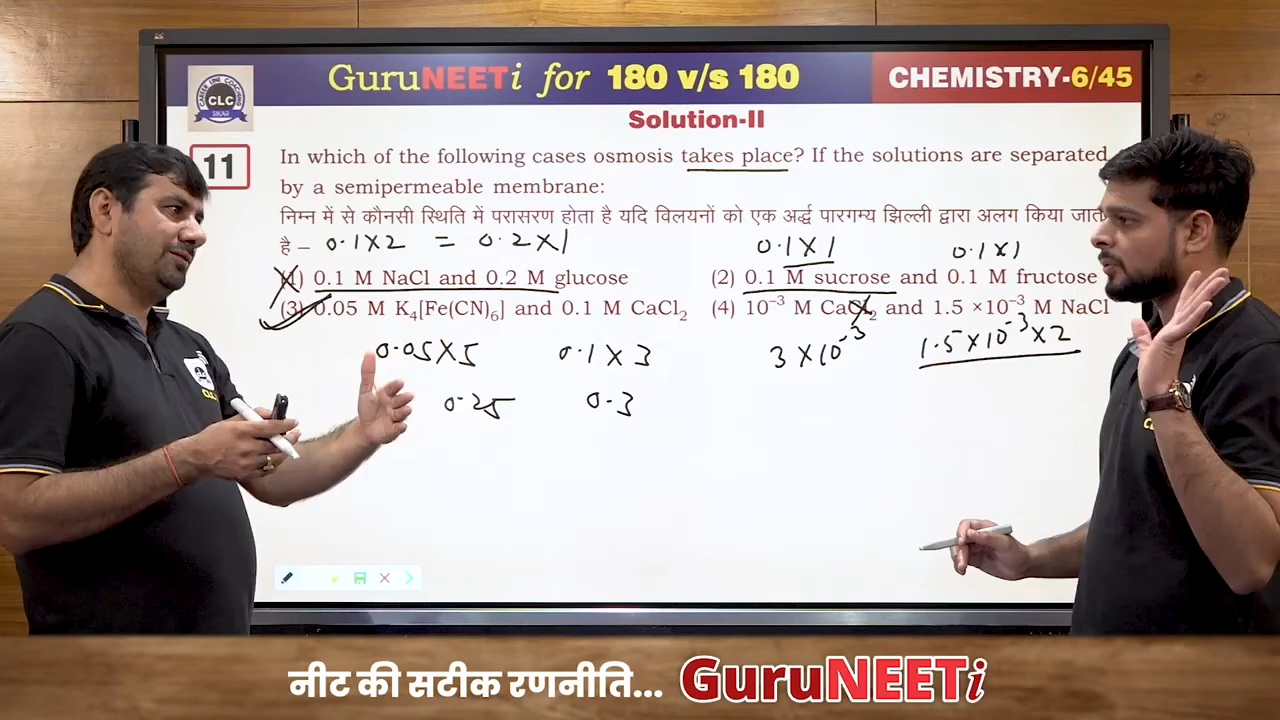 GuruNEETi for 180 v/s 180
CHEMISTRY-6/45
CAREER LINE COACHING
CLC
SIKAR
Solution-II
11
In which of the following cases osmosis takes place? If the solutions are separated
by a semipermeable membrane:
निम्न में से कौनसी स्थिति में परासरण होता है यदि विलयनों को एक अर्द्ध पारगम्य झिल्ली द्वारा अलग किया जाता
है –
0.1×2 = 0.2×1
0.1×1
0.1×1
(1) 0.1 M NaCl and 0.2 M glucose
(2) 0.1 M sucrose and 0.1 M fructose
(3) 0.05 M K₄[Fe(CN)₆] and 0.1 M CaCl₂
(4) 10⁻³ M CaCl₂ and 1.5 ×10⁻³ M NaCl
0.05×5
0.1×3
3×10⁻³
1.5×10⁻³×2
0.25
0.3
नीट की सटीक रणनीति... GuruNEETi